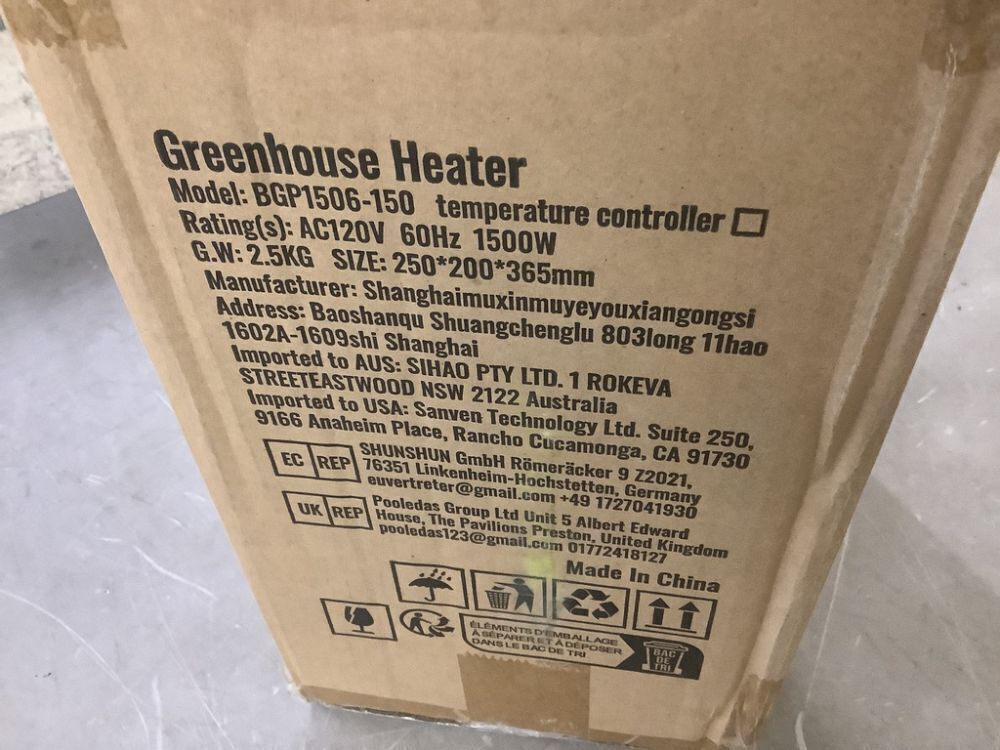 Greenhouse Heater
Model: BGP1506-150 temperature controller
Rating(s): AC120V 60Hz 1500W
G.W: 2.5KG SIZE: 250*200*365mm
Manufacturer: Shanghaimuxinmuyeyouxiangongsi
Address: Baoshanqu Shuangchenglu 803long 11hao
1602A-1609shi Shanghai
Imported to AUS: SIHAO PTY LTD. 1 ROKEVA
STREETEASTWOOD NSW 2122 Australia
Imported to USA: Sanven Technology Ltd. Suite 250,
9166 Anaheim Place, Rancho Cucamonga, CA 91730
EC REP
SHUNSHUN GmbH Römeräcker 9 Z2021,
76351 Linkenheim-Hochstetten, Germany
euvertreter@gmail.com +49 1727041930
UK REP
Pooledas Group Ltd Unit 5 Albert Edward
House, The Pavilions Preston, United Kingdom
pooledas123@gmail.com 01772418127
Made In China
ÉLÉMENTS D'EMBALLAGE
À SÉPARER ET À DÉPOSER
DANS LE BAC DE TRI
BAC
DE
TRI